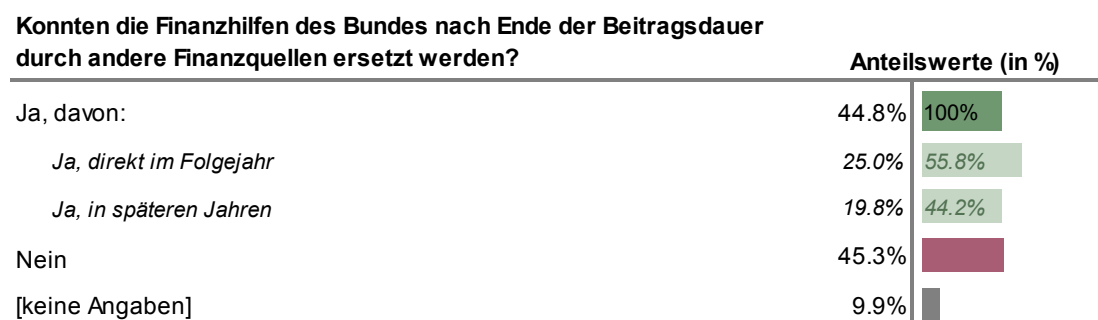 Konnten die Finanzhilfen des Bundes nach Ende der Beitragsdauer
durch andere Finanzquellen ersetzt werden? Anteilswerte (in %)
Ja, davon: 44.8% 100%
Ja, direkt im Folgejahr 25.0% 55.8%
Ja, in späteren Jahren 19.8% 44.2%
Nein 45.3%
[keine Angaben] 9.9%